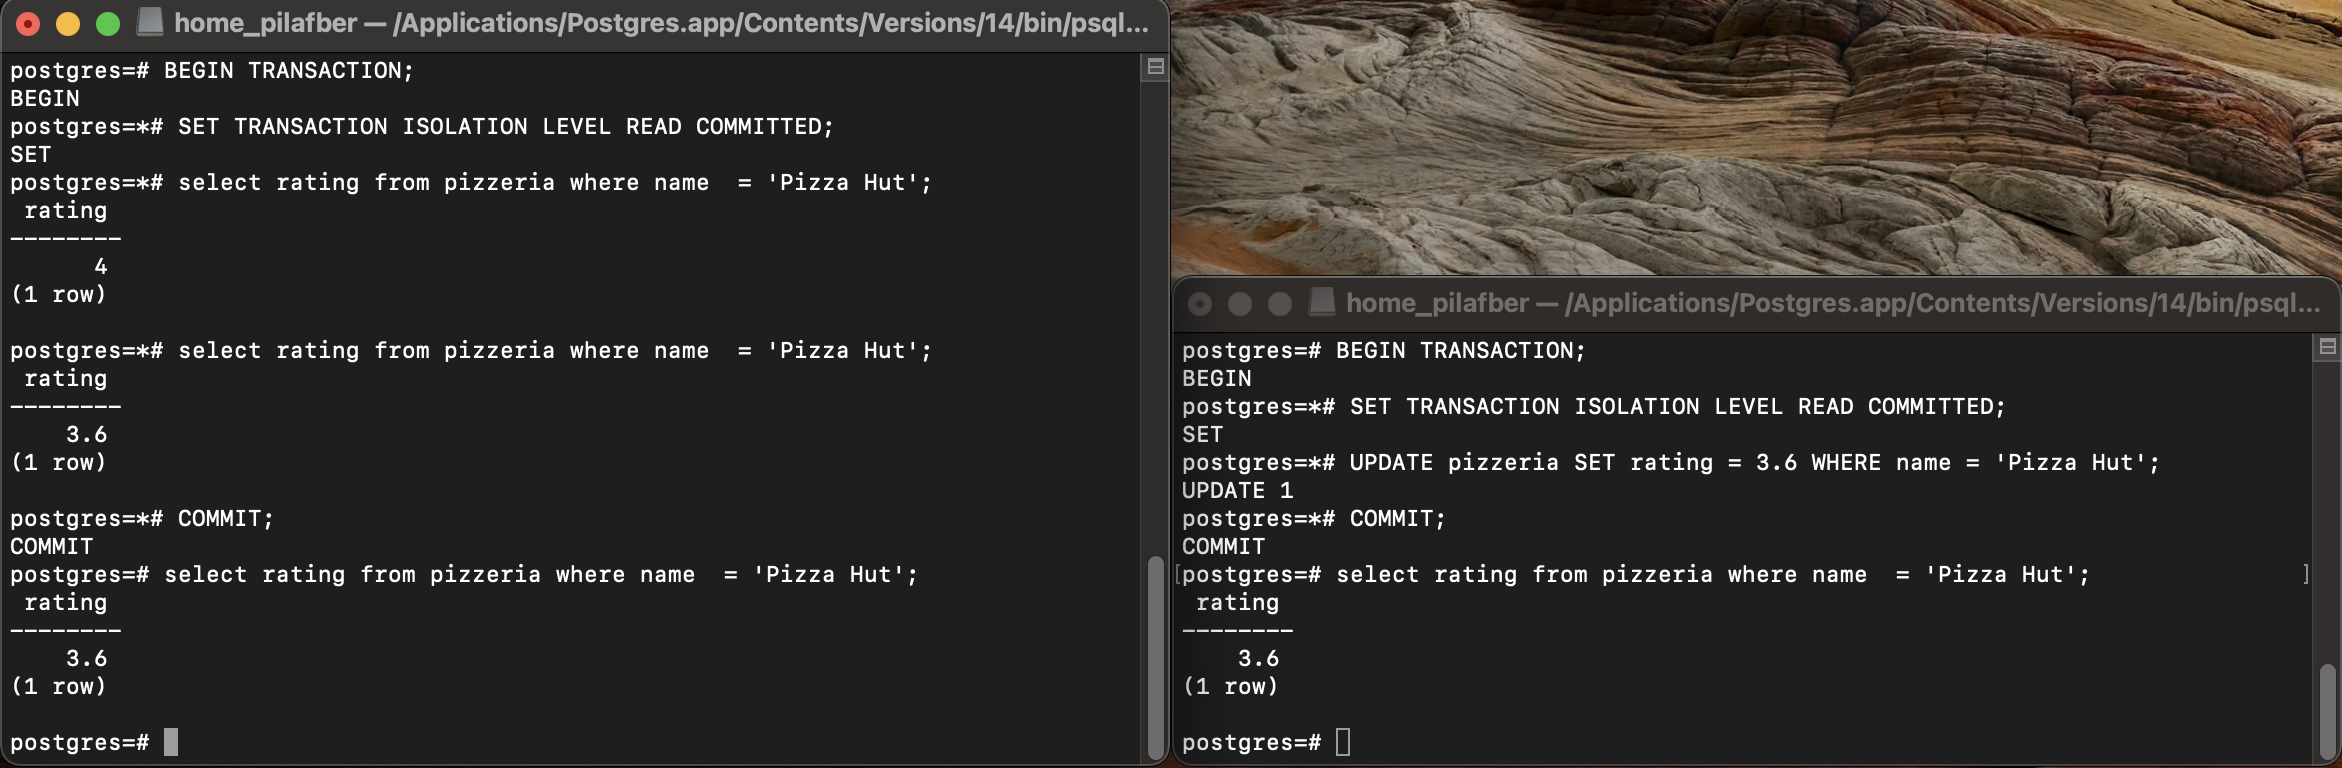 home_pilafber — /Applications/Postgres.app/Contents/Versions/14/bin/psql...
postgres=# BEGIN TRANSACTION;
BEGIN
postgres=*# SET TRANSACTION ISOLATION LEVEL READ COMMITTED;
SET
postgres=*# select rating from pizzeria where name  = 'Pizza Hut';
 rating
--------
      4
(1 row)

postgres=*# select rating from pizzeria where name  = 'Pizza Hut';
 rating
--------
    3.6
(1 row)

postgres=*# COMMIT;
COMMIT
postgres=# select rating from pizzeria where name  = 'Pizza Hut';
 rating
--------
    3.6
(1 row)

postgres=#
home_pilafber — /Applications/Postgres.app/Contents/Versions/14/bin/psql...
postgres=# BEGIN TRANSACTION;
BEGIN
postgres=*# SET TRANSACTION ISOLATION LEVEL READ COMMITTED;
SET
postgres=*# UPDATE pizzeria SET rating = 3.6 WHERE name = 'Pizza Hut';
UPDATE 1
postgres=*# COMMIT;
COMMIT
[postgres=# select rating from pizzeria where name  = 'Pizza Hut'; ]
 rating
--------
    3.6
(1 row)

postgres=#